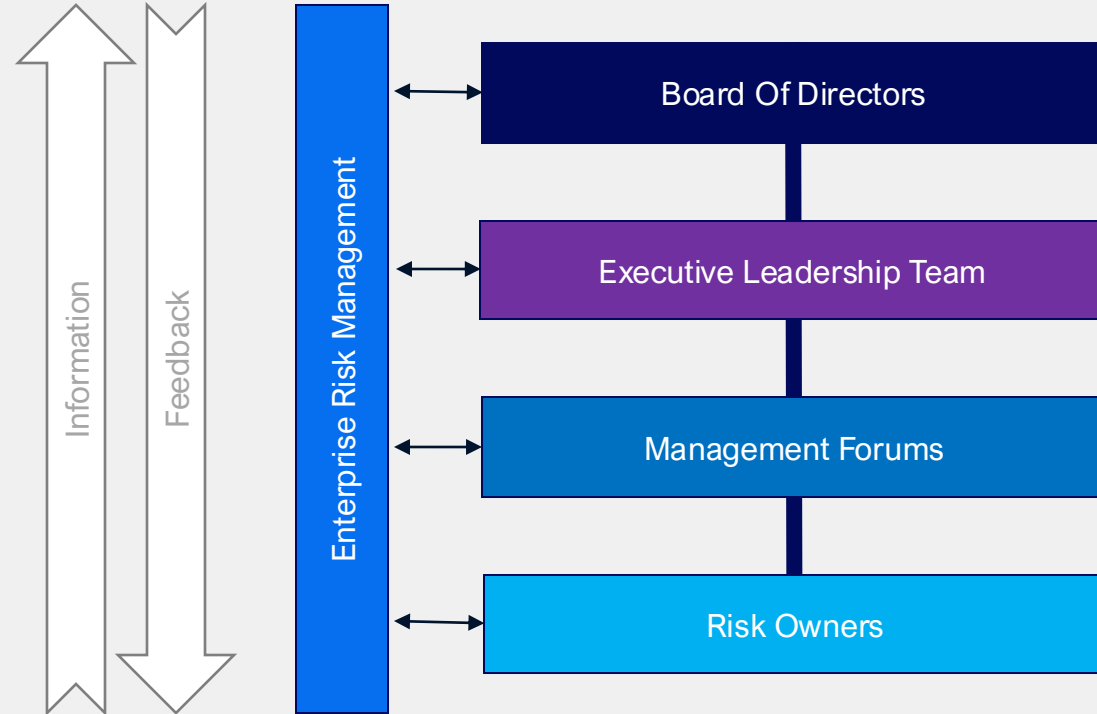 Information
Feedback
Enterprise Risk Management
Board Of Directors
Executive Leadership Team
Management Forums
Risk Owners